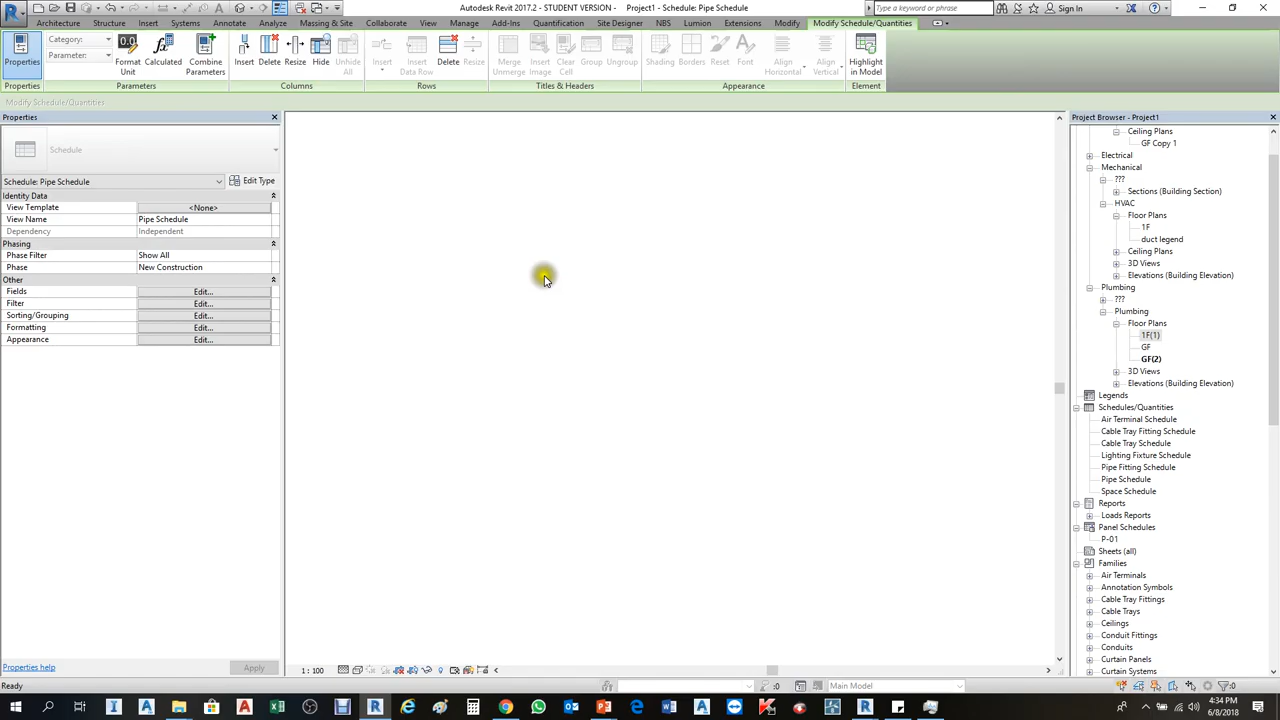 Autodesk Revit 2017.2 - STUDENT VERSION - Project1 - Schedule: Pipe Schedule
Type a keyword or phrase
Sign In
Architecture Structure Insert Systems Annotate Analyze Massing & Site Collaborate View Manage Add-Ins Quantification Site Designer NBS Lumion Extensions Modify Modify Schedule/Quantities
Properties
Category:
Parameter:
Format Unit
Calculated
Combine Parameters
Insert
Delete
Resize
Hide
Unhide All
Insert
Insert Data Row
Delete
Resize
Merge Unmerge
Insert Image
Clear Cell
Group
Ungroup
Shading
Borders
Reset
Font
Align Horizontal
Align Vertical
Highlight in Model
Properties Parameters Columns Rows Titles & Headers Appearance Element
Modify Schedule/Quantities
Properties
Schedule
Schedule: Pipe Schedule
Edit Type
Identity Data
View Template <None>
View Name Pipe Schedule
Dependency Independent
Phasing
Phase Filter Show All
Phase New Construction
Other
Fields Edit...
Filter Edit...
Sorting/Grouping Edit...
Formatting Edit...
Appearance Edit...
Properties help
Apply
Project Browser - Project1
Ceiling Plans
GF Copy 1
Electrical
Mechanical
???
Sections (Building Section)
HVAC
Floor Plans
1F
duct legend
Ceiling Plans
3D Views
Elevations (Building Elevation)
Plumbing
???
Plumbing
Floor Plans
1F(1)
GF
GF(2)
3D Views
Elevations (Building Elevation)
Legends
Schedules/Quantities
Air Terminal Schedule
Cable Tray Fitting Schedule
Cable Tray Schedule
Lighting Fixture Schedule
Pipe Fitting Schedule
Pipe Schedule
Space Schedule
Reports
Loads Reports
Panel Schedules
P-01
Sheets (all)
Families
Air Terminals
Annotation Symbols
Cable Tray Fittings
Cable Trays
Ceilings
Conduit Fittings
Conduits
Curtain Panels
Curtain Systems
1 : 100
Ready
:0
Main Model
:0
4:34 PM
6/8/2018